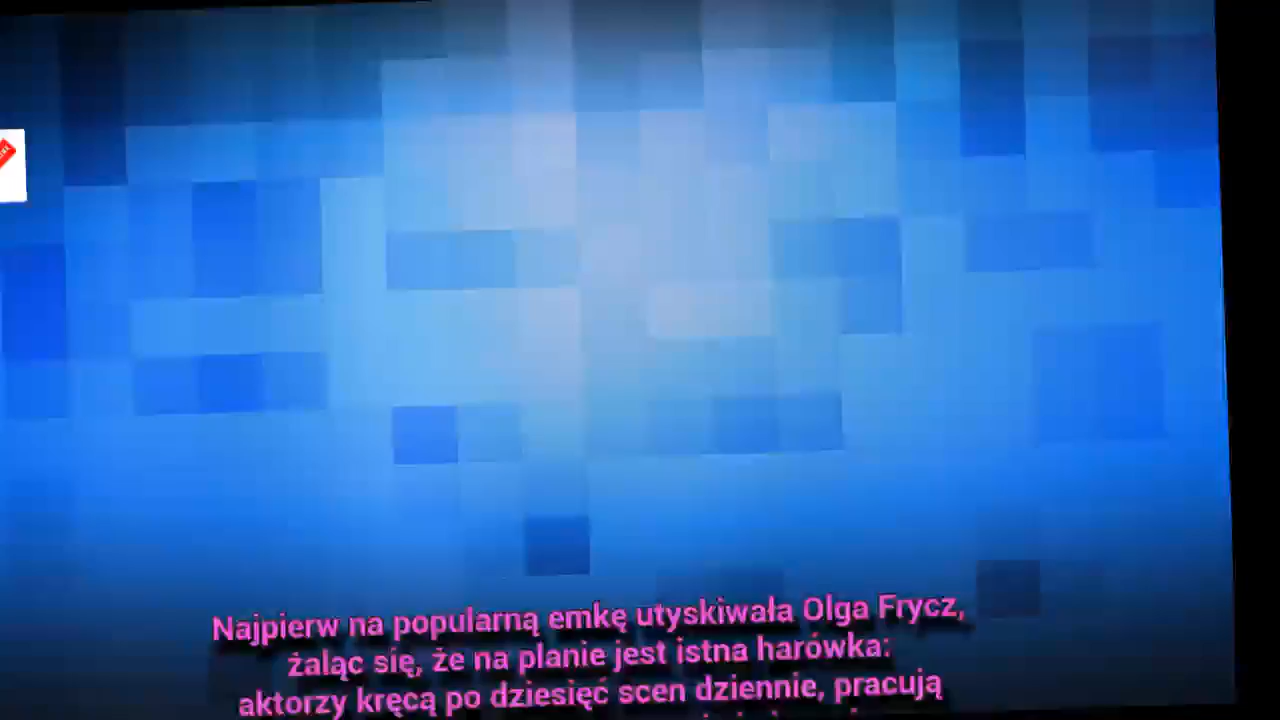 Najpierw na popularną emkę utyskiwała Olga Frycz,
żaląc się, że na planie jest istna harówka:
aktorzy kręcą po dziesięć scen dziennie, pracują